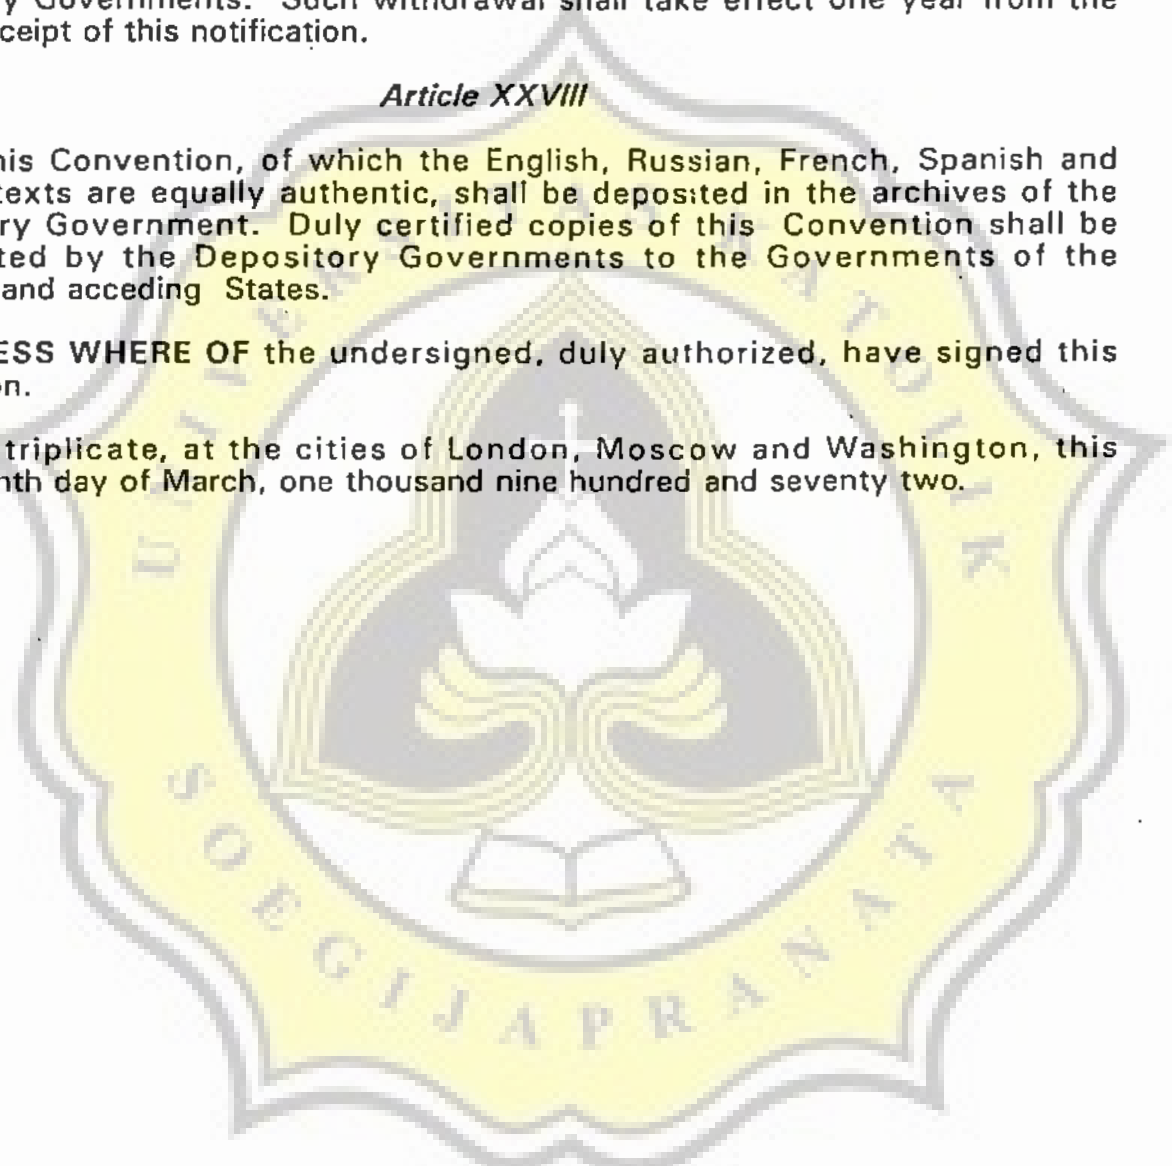 Governments. Such withdrawal shall take effect one year from the
ceipt of this notification.
Article XXVIII
his Convention, of which the English, Russian, French, Spanish and
texts are equally authentic, shall be deposited in the archives of the
ry Government. Duly certified copies of this Convention shall be
ted by the Depository Governments to the Governments of the
and acceding States.
ESS WHERE OF the undersigned, duly authorized, have signed this
on.
triplicate, at the cities of London, Moscow and Washington, this
nth day of March, one thousand nine hundred and seventy two.
UNIVERSITAS KATOLIK
SOEGIJAPRANATA